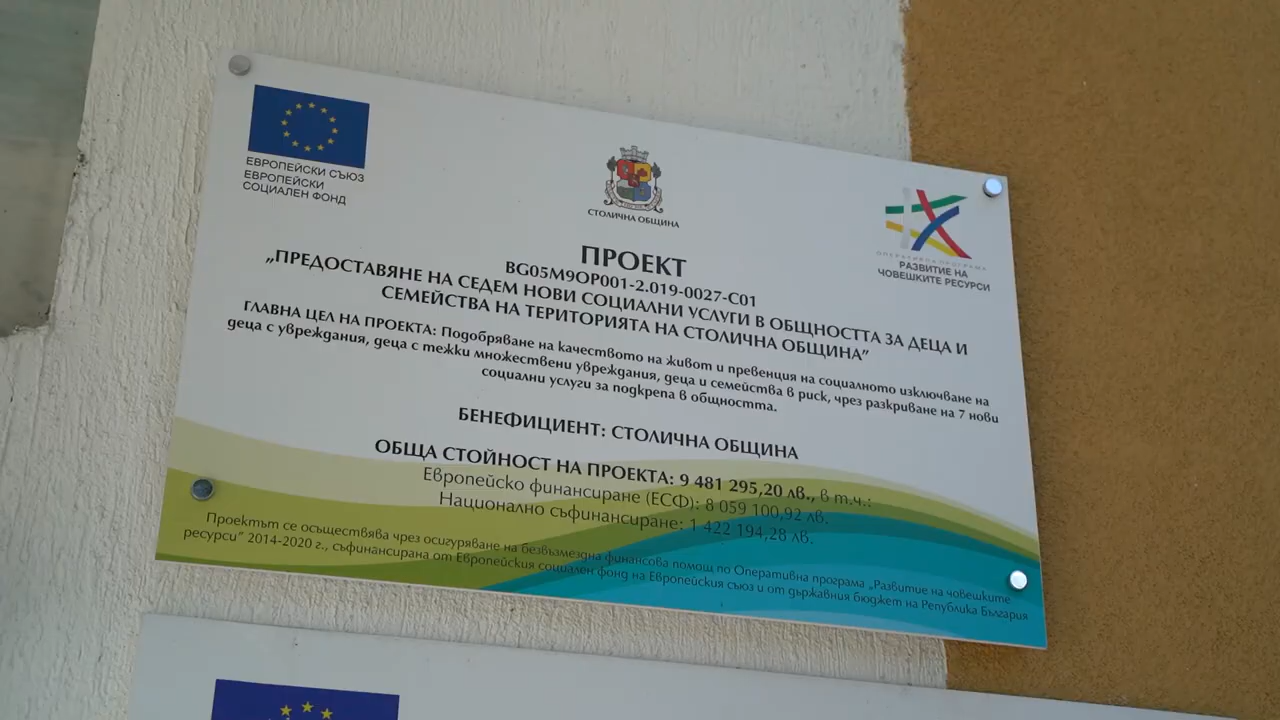 ЕВРОПЕЙСКИ СЪЮЗ
ЕВРОПЕЙСКИ
СОЦИАЛЕН ФОНД
СТОЛИЧНА ОБЩИНА
ОПЕРАТИВНА ПРОГРАМА
РАЗВИТИЕ НА
ЧОВЕШКИТЕ РЕСУРСИ
ПРОЕКТ
BG05M9OP001-2.019-0027-C01
„ПРЕДОСТАВЯНЕ НА СЕДЕМ НОВИ СОЦИАЛНИ УСЛУГИ В ОБЩНОСТТА ЗА ДЕЦА И
СЕМЕЙСТВА НА ТЕРИТОРИЯТА НА СТОЛИЧНА ОБЩИНА”
ГЛАВНА ЦЕЛ НА ПРОЕКТА: Подобряване на качеството на живот и превенция на социалното изключване на
деца с увреждания, деца с тежки множествени увреждания, деца и семейства в риск, чрез разкриване на 7 нови
социални услуги за подкрепа в общността.
БЕНЕФИЦИЕНТ: СТОЛИЧНА ОБЩИНА
ОБЩА СТОЙНОСТ НА ПРОЕКТА: 9 481 295,20 лв., в т.ч.:
Европейско финансиране (ЕСФ): 8 059 100,92 лв.
Национално съфинансиране: 1 422 194,28 лв.
Проектът се осъществява чрез осигуряване на безвъзмездна финансова помощ по Оперативна програма „Развитие на човешките
ресурси” 2014-2020 г., съфинансирана от Европейския социален фонд на Европейския съюз и от държавния бюджет на Република България